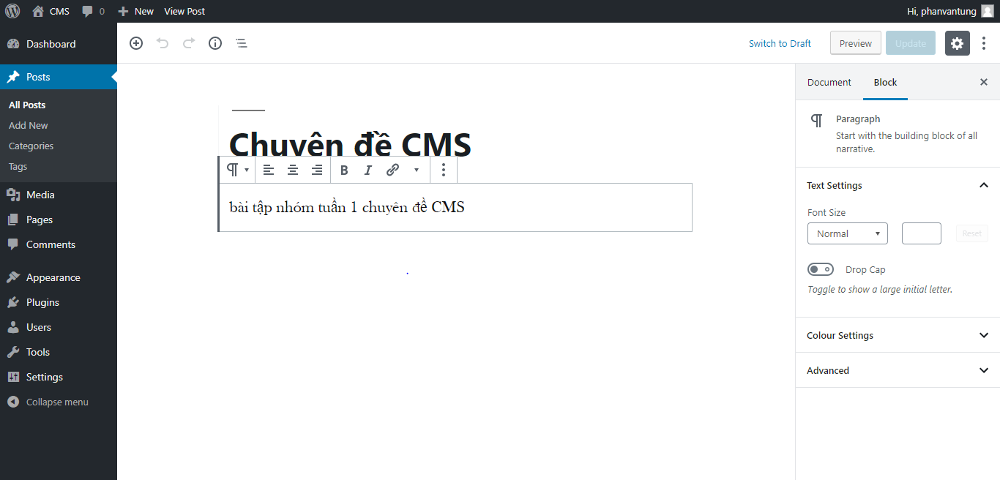 CMS 0 New View Post Hi, phanvantung
Dashboard
Posts
All Posts
Add New
Categories
Tags
Media
Pages
Comments
Appearance
Plugins
Users
Tools
Settings
Collapse menu
Switch to Draft Preview Update
Chuyên đề CMS
B I
bài tập nhóm tuần 1 chuyên đề CMS
Document Block
Paragraph
Start with the building block of all
narrative.
Text Settings
Font Size
Normal Reset
Drop Cap
Toggle to show a large initial letter.
Colour Settings
Advanced